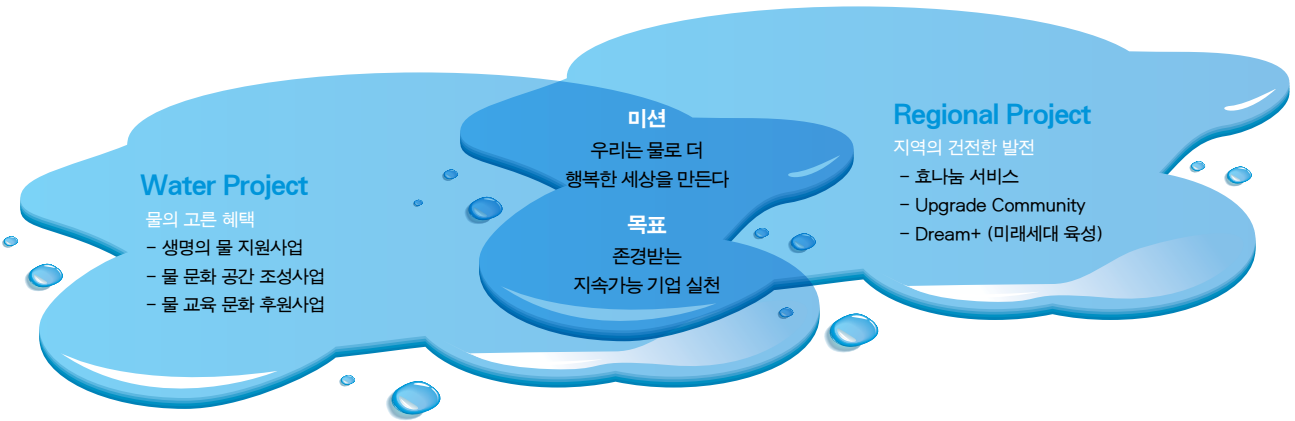 Water Project
물의 고른 혜택
– 생명의 물 지원사업
– 물 문화 공간 조성사업
– 물 교육 문화 후원사업
미션
우리는 물로 더
행복한 세상을 만든다
목표
존경받는
지속가능 기업 실천
Regional Project
지역의 건전한 발전
– 효나눔 서비스
– Upgrade Community
– Dream+ (미래세대 육성)